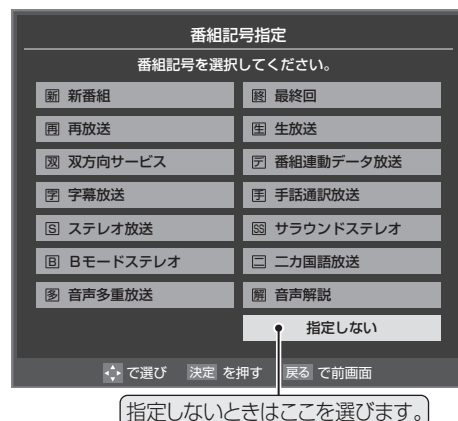 番組記号指定
番組記号を選択してください。
新 新番組
終 最終回
再 再放送
生 生放送
双 双方向サービス
デ 番組連動データ放送
字 字幕放送
手 手話通訳放送
S ステレオ放送
SS サラウンドステレオ
B Bモードステレオ
二 二カ国語放送
多 音声多重放送
解 音声解説
指定しない
で選び 決定 を押す 戻る で前画面
指定しないときはここを選びます。